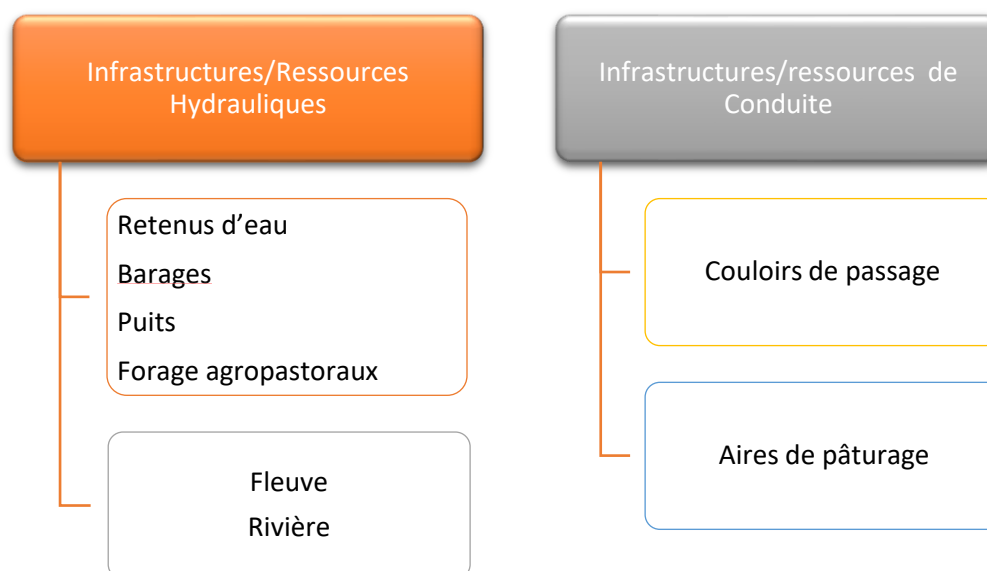 Infrastructures/Ressources
Hydrauliques
Retenus d’eau
Barages
Puits
Forage agropastoraux
Fleuve
Rivière
Infrastructures/ressources de
Conduite
Couloirs de passage
Aires de pâturage